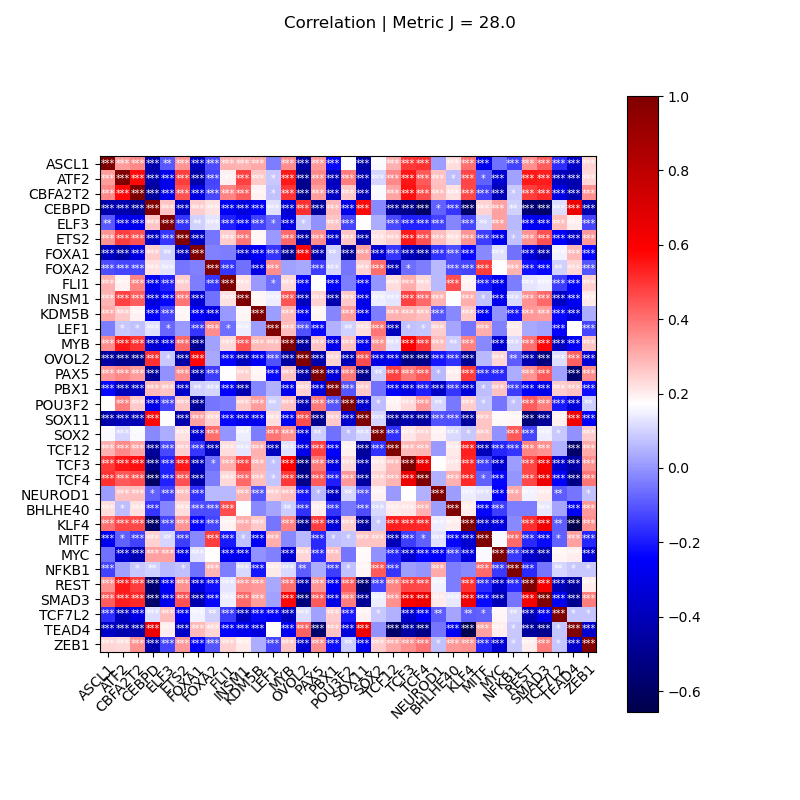 Correlation | Metric J = 28.0
ASCL1
ATF2
CBFA2T2
CEBPD
ELF3
ETS2
FOXA1
FOXA2
FLI1
INSM1
KDM5B
LEF1
MYB
OVOL2
PAX5
PBX1
POU3F2
SOX11
SOX2
TCF12
TCF3
TCF4
NEUROD1
BHLHE40
KLF4
MITF
MYC
NFKB1
REST
SMAD3
TCF7L2
TEAD4
ZEB1
ASCL1
ATF2
CBFA2T2
CEBPD
ELF3
ETS2
FOXA1
FOXA2
FLI1
INSM1
KDM5B
LEF1
MYB
OVOL2
PAX5
PBX1
POU3F2
SOX11
SOX2
TCF12
TCF3
TCF4
NEUROD1
BHLHE40
KLF4
MITF
MYC
NFKB1
REST
SMAD3
TCF7L2
TEAD4
ZEB1
1.0
0.8
0.6
0.4
0.2
0.0
−0.2
−0.4
−0.6